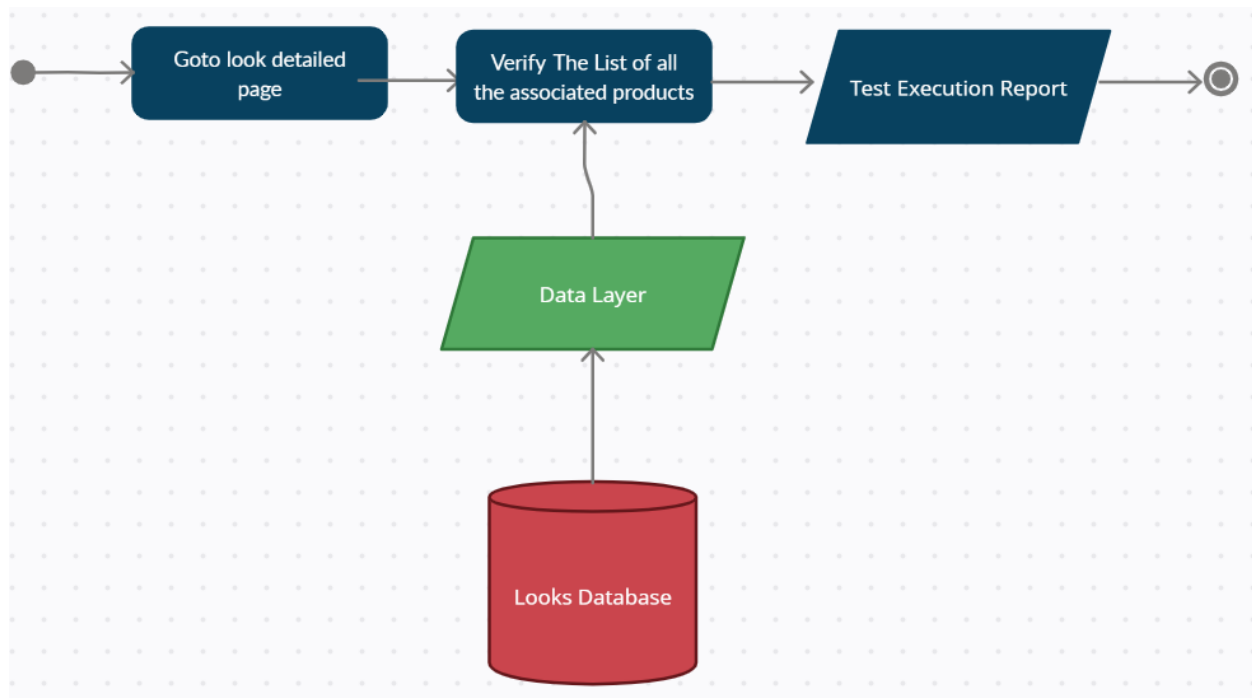 Goto look detailed
page
Verify The List of all
the associated products
Test Execution Report
Data Layer
Looks Database